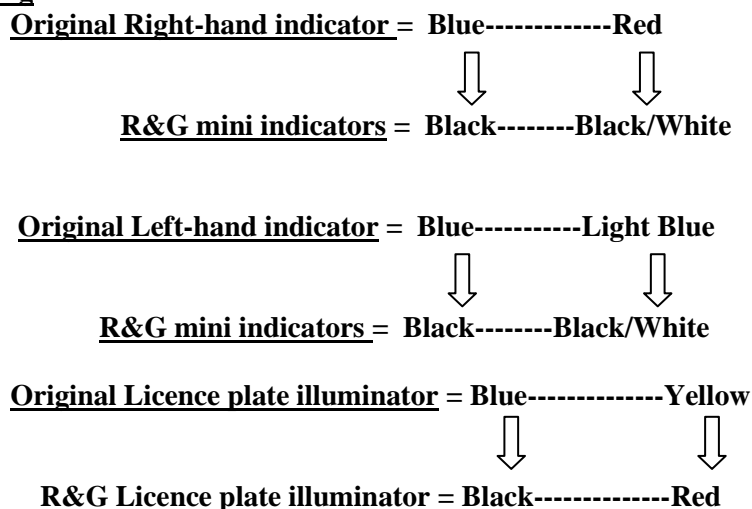 Original Right-hand indicator = Blue-------------Red
R&G mini indicators = Black--------Black/White
Original Left-hand indicator = Blue-----------Light Blue
R&G mini indicators = Black--------Black/White
Original Licence plate illuminator = Blue--------------Yellow
R&G Licence plate illuminator = Black--------------Red